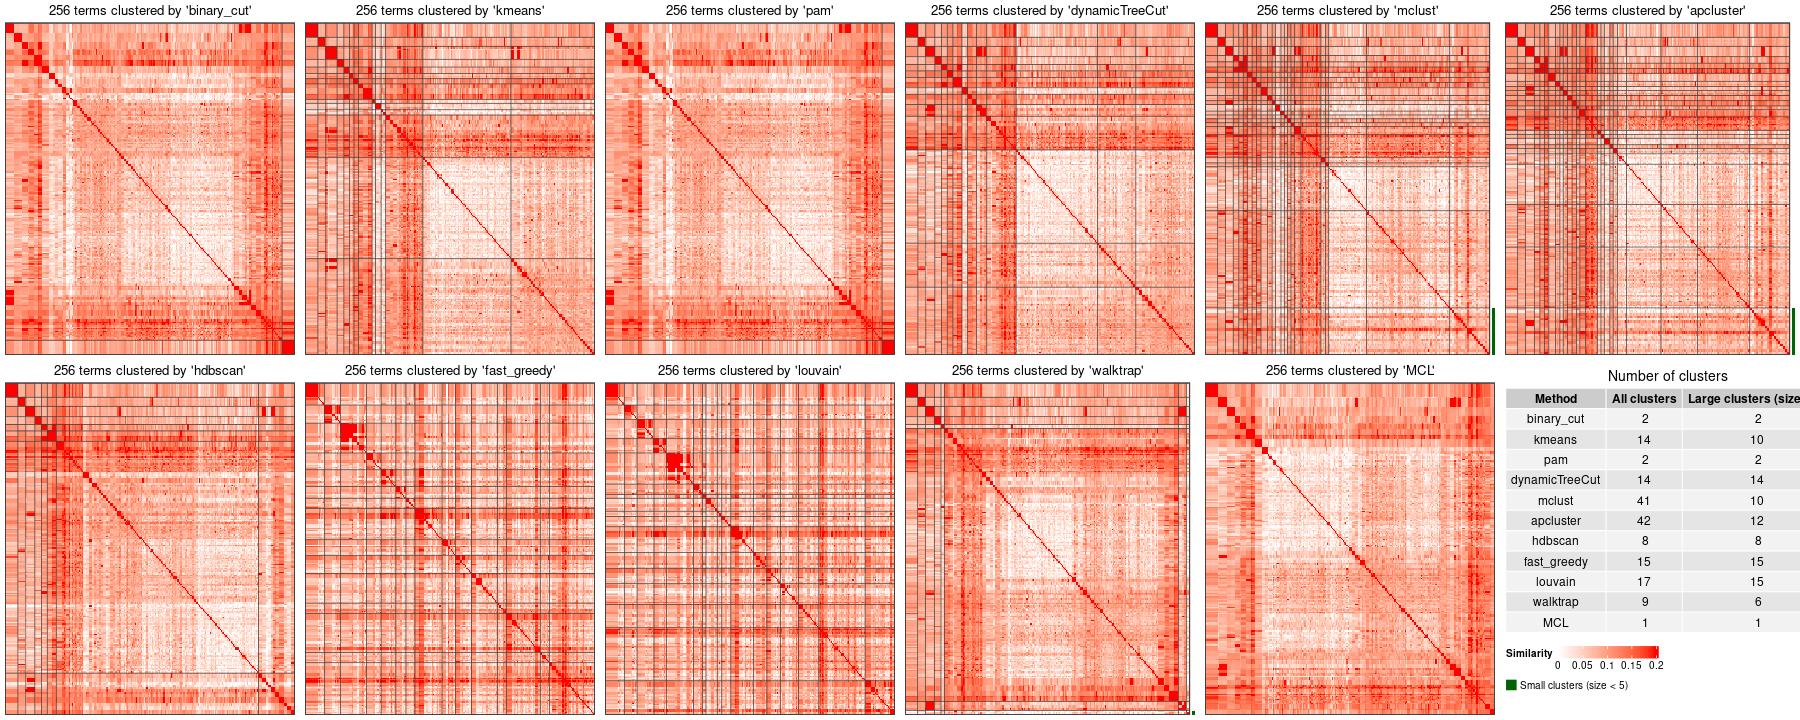 256 terms clustered by 'binary_cut'
256 terms clustered by 'kmeans'
256 terms clustered by 'pam'
256 terms clustered by 'dynamicTreeCut'
256 terms clustered by 'mclust'
256 terms clustered by 'apcluster'
256 terms clustered by 'hdbscan'
256 terms clustered by 'fast_greedy'
256 terms clustered by 'louvain'
256 terms clustered by 'walktrap'
256 terms clustered by 'MCL'
Number of clusters
Method All clusters Large clusters (size
binary_cut 2 2
kmeans 14 10
pam 2 2
dynamicTreeCut 14 14
mclust 41 10
apcluster 42 12
hdbscan 8 8
fast_greedy 15 15
louvain 17 15
walktrap 9 6
MCL 1 1
Similarity
0 0.05 0.1 0.15 0.2
Small clusters (size < 5)